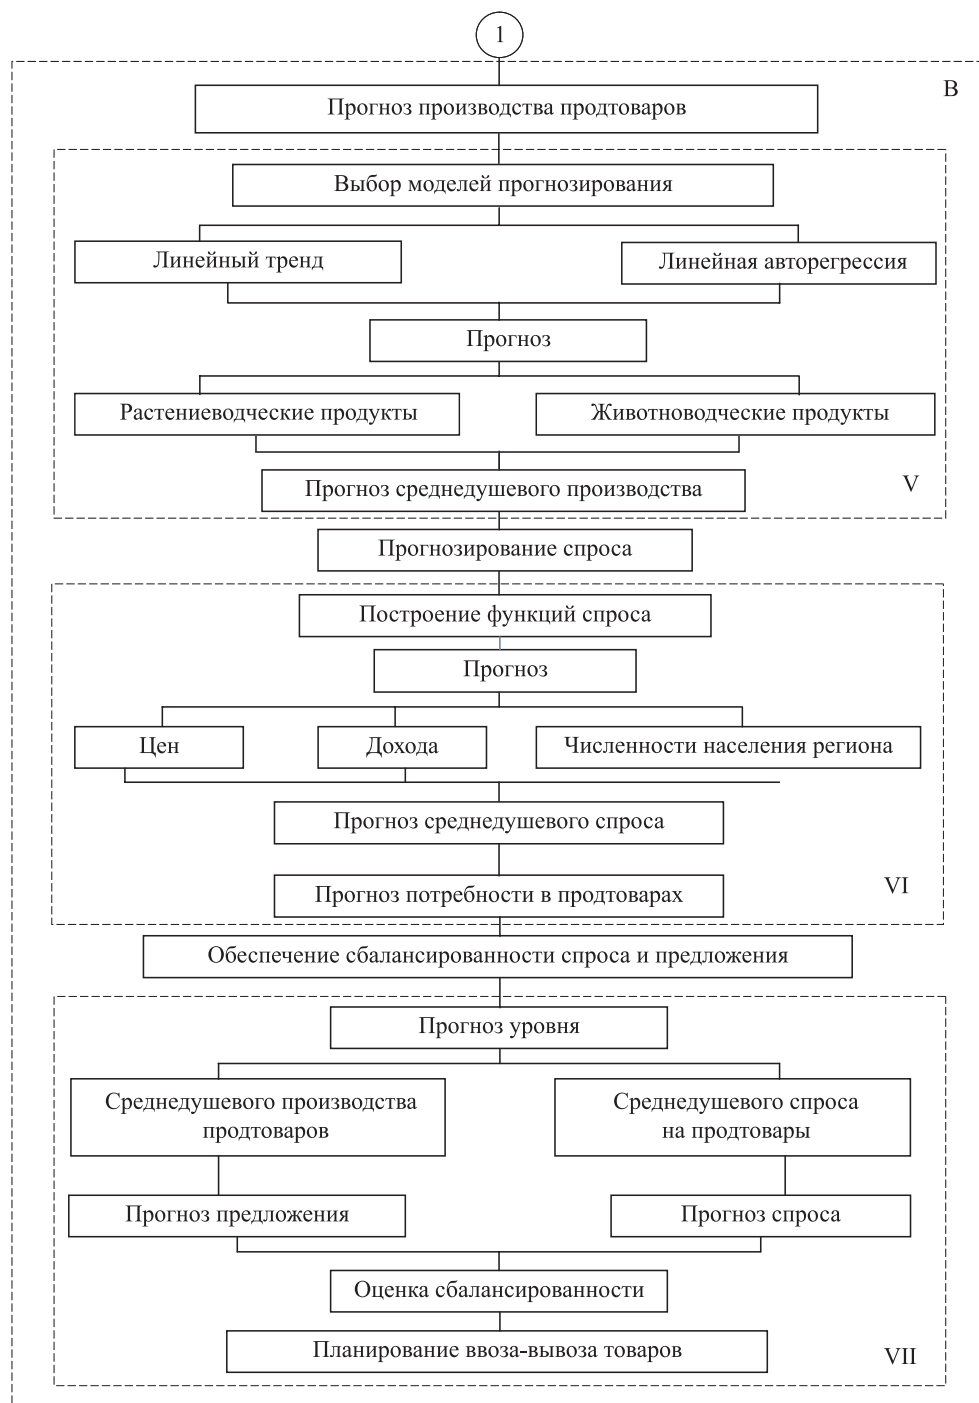 1
В
Прогноз производства продтоваров
Выбор моделей прогнозирования
Линейный тренд
Линейная авторегрессия
Прогноз
Растениеводческие продукты
Животноводческие продукты
Прогноз среднедушевого производства
V
Прогнозирование спроса
Построение функций спроса
Прогноз
Цен
Дохода
Численности населения региона
Прогноз среднедушевого спроса
Прогноз потребности в продтоварах
VI
Обеспечение сбалансированности спроса и предложения
Прогноз уровня
Среднедушевого производства
продтоваров
Среднедушевого спроса
на продтовары
Прогноз предложения
Прогноз спроса
Оценка сбалансированности
Планирование ввоза-вывоза товаров
VII